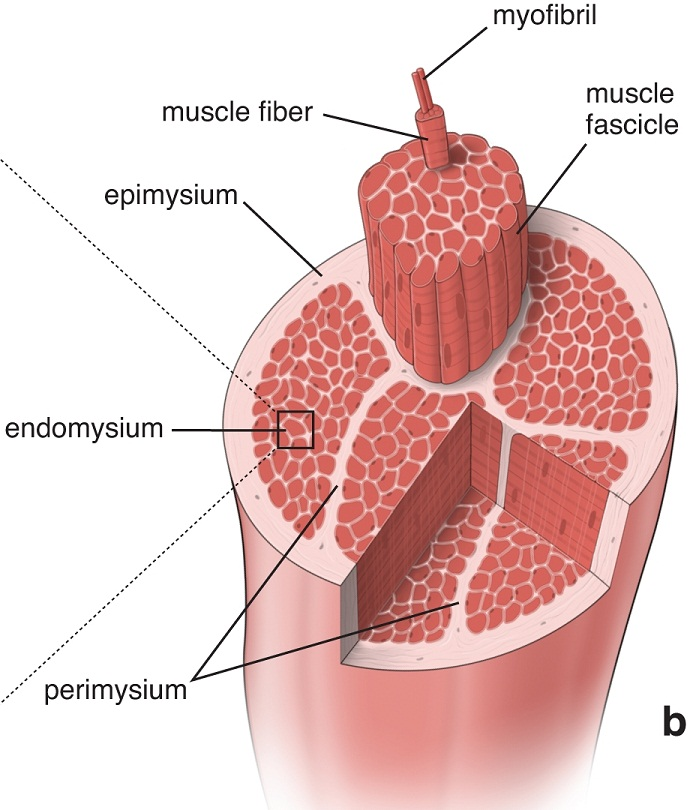 myofibril
muscle fiber
muscle
fascicle
epimysium
endomysium
perimysium
b